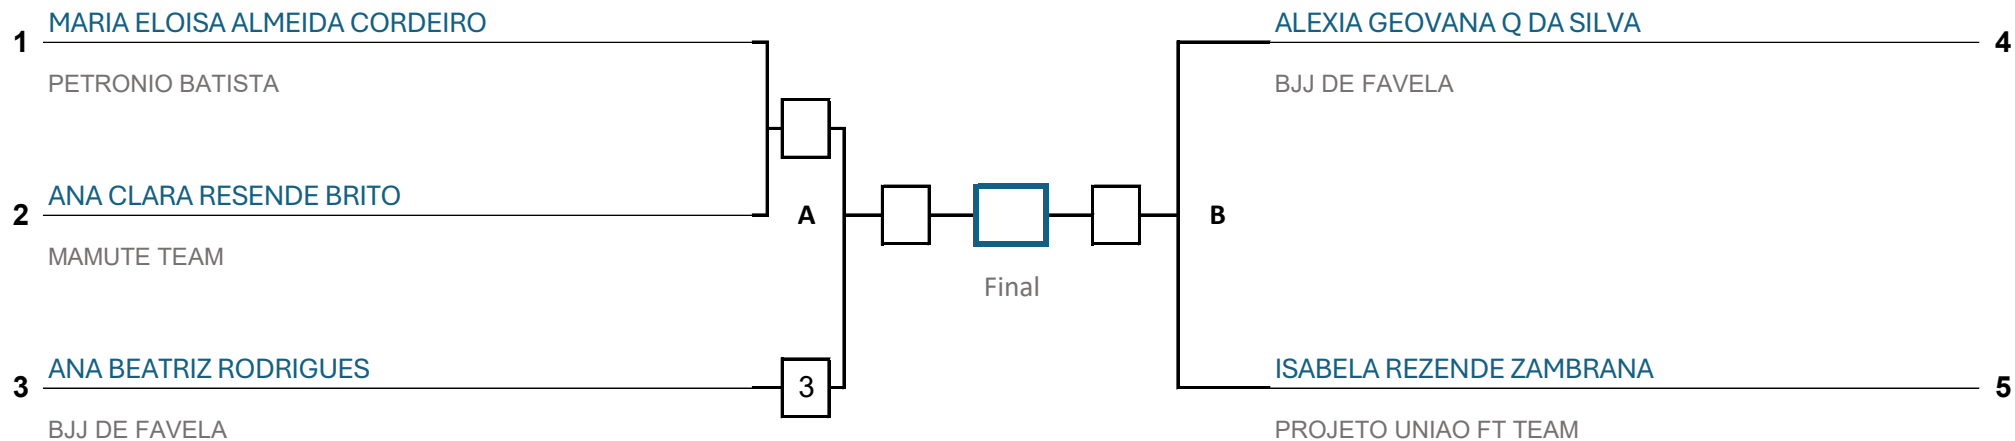 MARIA ELOISA ALMEIDA CORDEIRO
1
PETRONIO BATISTA
ANA CLARA RESENDE BRITO
2
MAMUTE TEAM
ANA BEATRIZ RODRIGUES
3
3
BJJ DE FAVELA
A
Final
B
ALEXIA GEOVANA Q DA SILVA
4
BJJ DE FAVELA
ISABELA REZENDE ZAMBRANA
5
PROJETO UNIAO FT TEAM